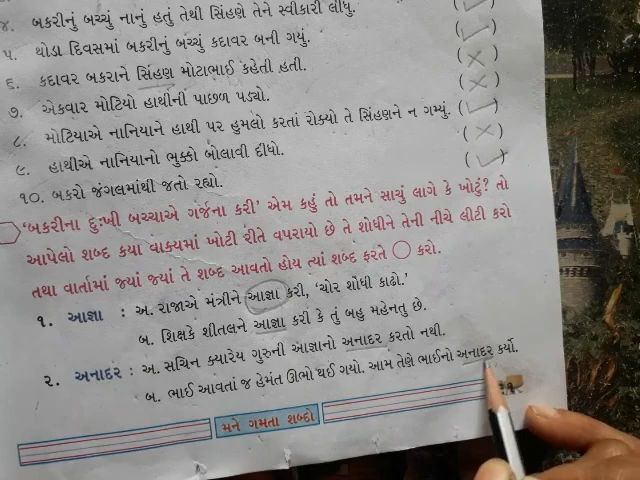 ૪. બકરીનું બચ્ચું નાનું હતું તેથી સિંહણે તેને સ્વીકારી લીધું.
૫. થોડા દિવસમાં બકરીનું બચ્ચું કદાવર બની ગયું.
૬. કદાવર બકરાને સિંહણ મોટાભાઈ કહેતી હતી.
૭. એકવાર મોટિયો હાથીની પાછળ પડ્યો.
૮. મોટિયાએ નાનિયાને હાથી પર હુમલો કરતાં રોક્યો તે સિંહણને ન ગમ્યું.
૯. હાથીએ નાનિયાનો ભુક્કો બોલાવી દીધો.
૧૦. બકરો જંગલમાંથી જતો રહ્યો.
‘બકરીના દુઃખી બચ્ચાએ ગર્જના કરી’ એમ કહું તો તમને સાચું લાગે કે ખોટું? તો
આપેલો શબ્દ કયા વાક્યમાં ખોટી રીતે વપરાયો છે તે શોધીને તેની નીચે લીટી કરો
તથા વાર્તામાં જ્યાં જ્યાં તે શબ્દ આવતો હોય ત્યાં શબ્દ ફરતે ◯ કરો.
૧. આજ્ઞા : અ. રાજાએ મંત્રીને આજ્ઞા કરી, ‘ચોર શોધી કાઢો.’
બ. શિક્ષકે શીતલને આજ્ઞા કરી કે તું બહુ મહેનતુ છે.
૨. અનાદર : અ. સચિન ક્યારેય ગુરુની આજ્ઞાનો અનાદર કરતો નથી.
બ. ભાઈ આવતાં જ હેમંત ઊભો થઈ ગયો. આમ તેણે ભાઈનો અનાદર કર્યો.
મને ગમતા શબ્દો